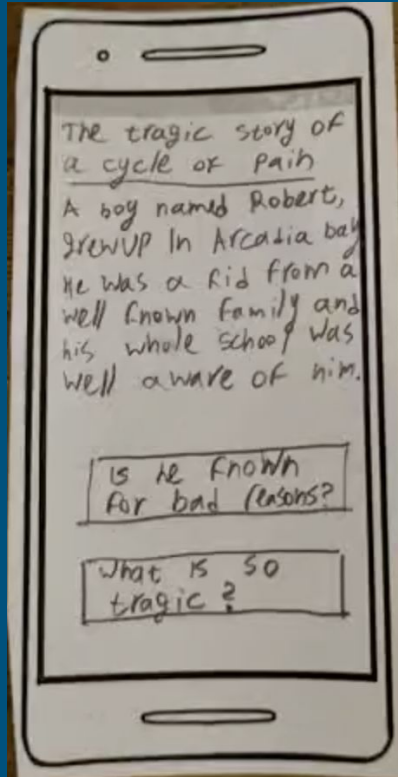 The tragic story of
a cycle of pain
A boy named Robert,
grew up In Arcadia bay
He was a kid from a
well known family and
his whole school was
well aware of him.
is he known
for bad reasons?
what is so
tragic?